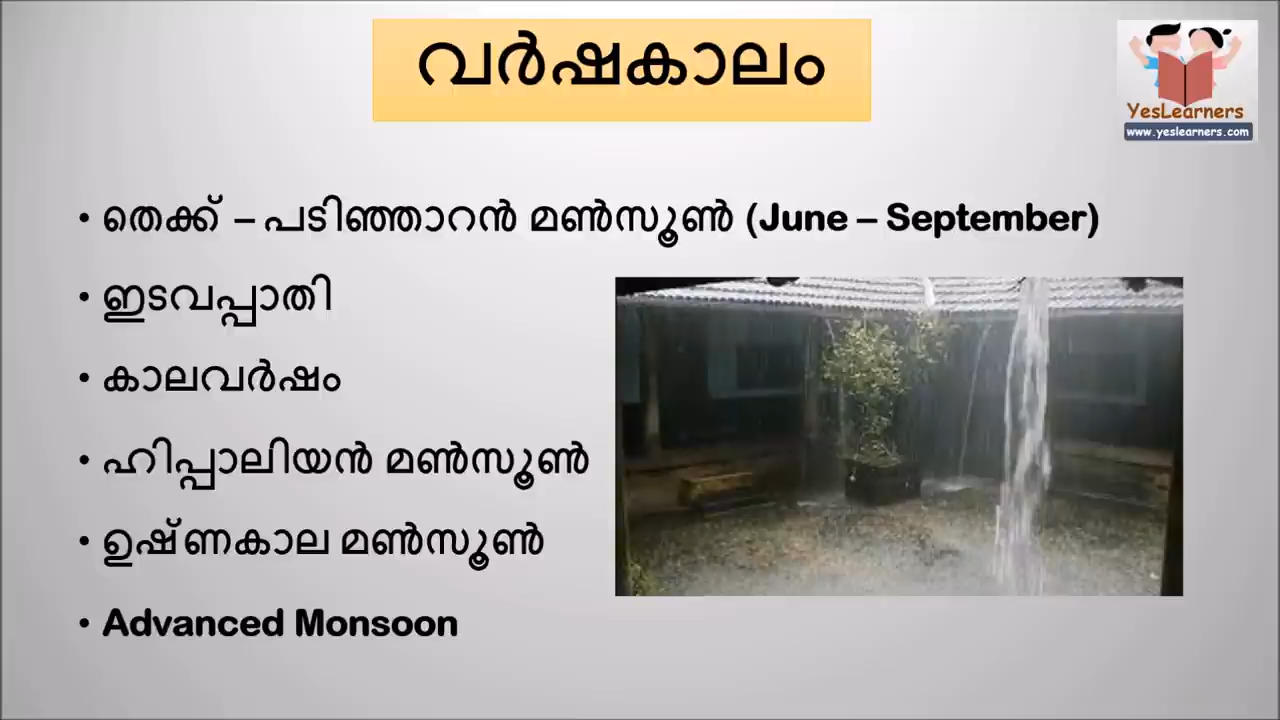 വർഷകാലം
YesLearners
www.yeslearners.com
• തെക്ക് – പടിഞ്ഞാറൻ മൺസൂൺ (June – September)
• ഇടവപ്പാതി
• കാലവർഷം
• ഹിപ്പാലിയൻ മൺസൂൺ
• ഉഷ്ണകാല മൺസൂൺ
• Advanced Monsoon